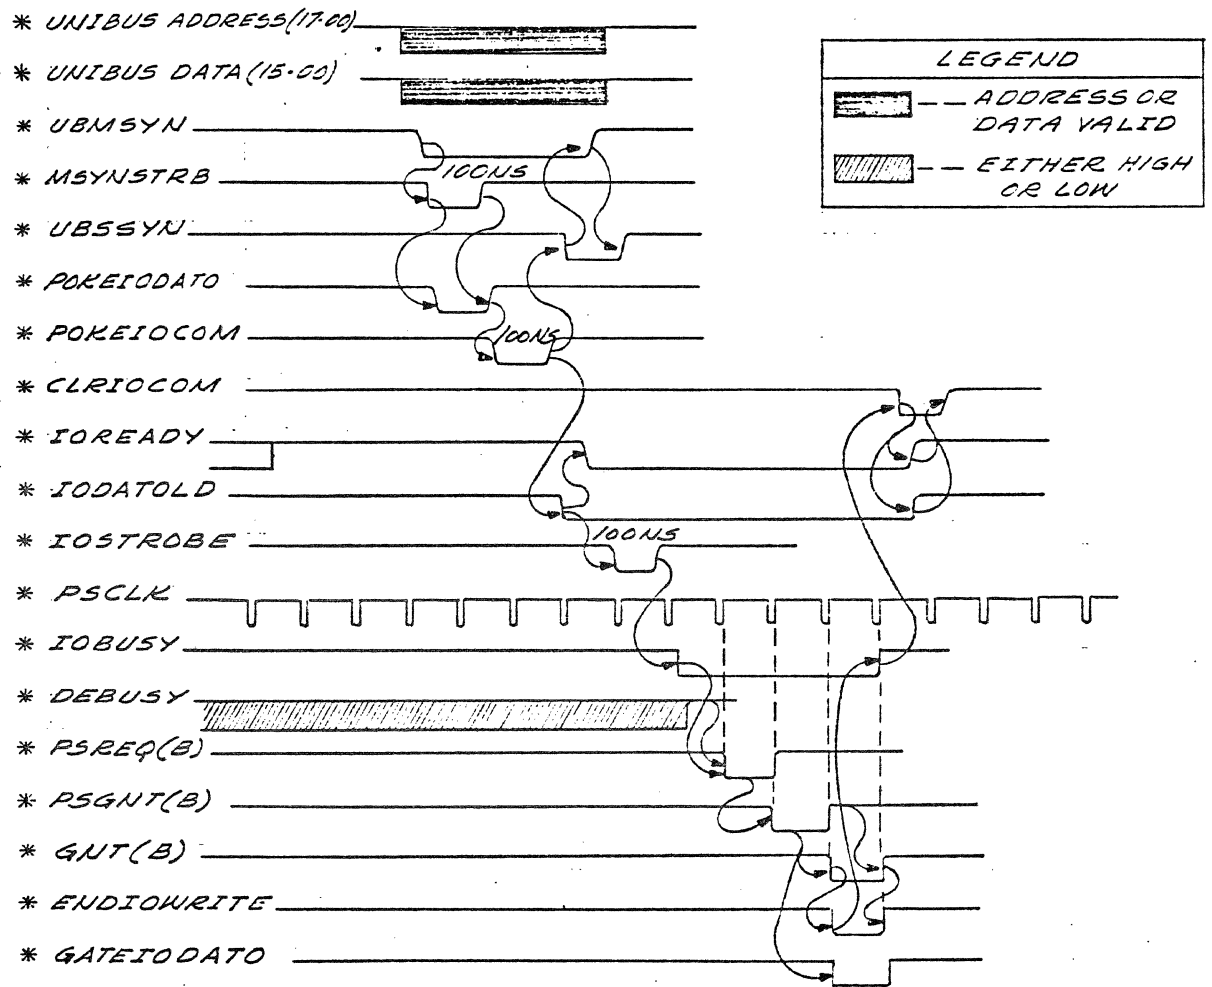 * UNIBUS ADDRESS(17-00)
* UNIBUS DATA(15-00)
* UBMSYN
* MSYNSTRB
100NS
* UBSSYN
* POKEIODATO
* POKEIOCOM
100NS
* CLRIOCOM
* IOREADY
* IODATOLD
* IOSTROBE
100NS
* PSCLK
* IOBUSY
* DEBUSY
* PSREQ(B)
* PSGNT(B)
* GNT(B)
* ENDIOWRITE
* GATEIODATO
LEGEND
-- ADDRESS OR
DATA VALID
-- EITHER HIGH
OR LOW